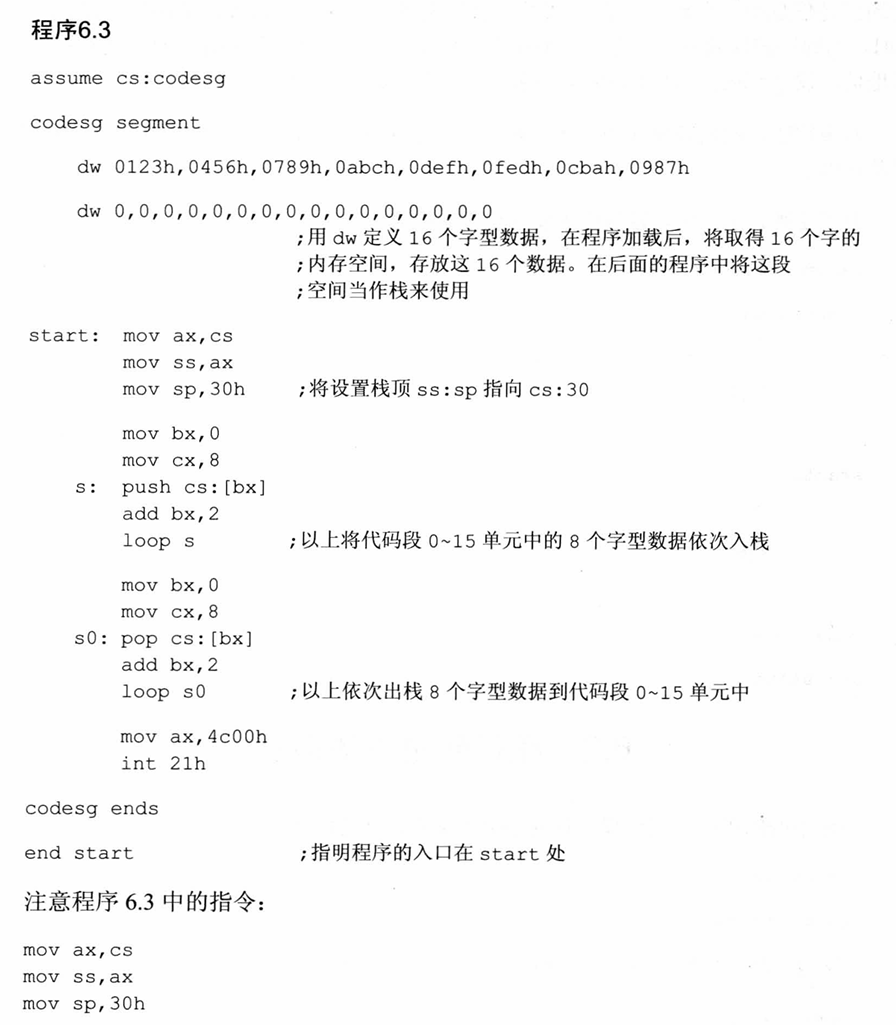 程序6.3
assume cs:codesg
codesg segment
dw 0123h,0456h,0789h,0abch,0defh,0fedh,0cbah,0987h
dw 0,0,0,0,0,0,0,0,0,0,0,0,0,0,0,0
;用 dw 定义 16 个字型数据，在程序加载后，将取得 16 个字的
;内存空间，存放这 16 个数据。在后面的程序中将这段
;空间当作栈来使用
start: mov ax,cs
mov ss,ax
mov sp,30h ;将设置栈顶 ss:sp 指向 cs:30
mov bx,0
mov cx,8
s: push cs:[bx]
add bx,2
loop s ;以上将代码段 0~15 单元中的 8 个字型数据依次入栈
mov bx,0
mov cx,8
s0: pop cs:[bx]
add bx,2
loop s0 ;以上依次出栈 8 个字型数据到代码段 0~15 单元中
mov ax,4c00h
int 21h
codesg ends
end start ;指明程序的入口在 start 处
注意程序 6.3 中的指令：
mov ax,cs
mov ss,ax
mov sp,30h